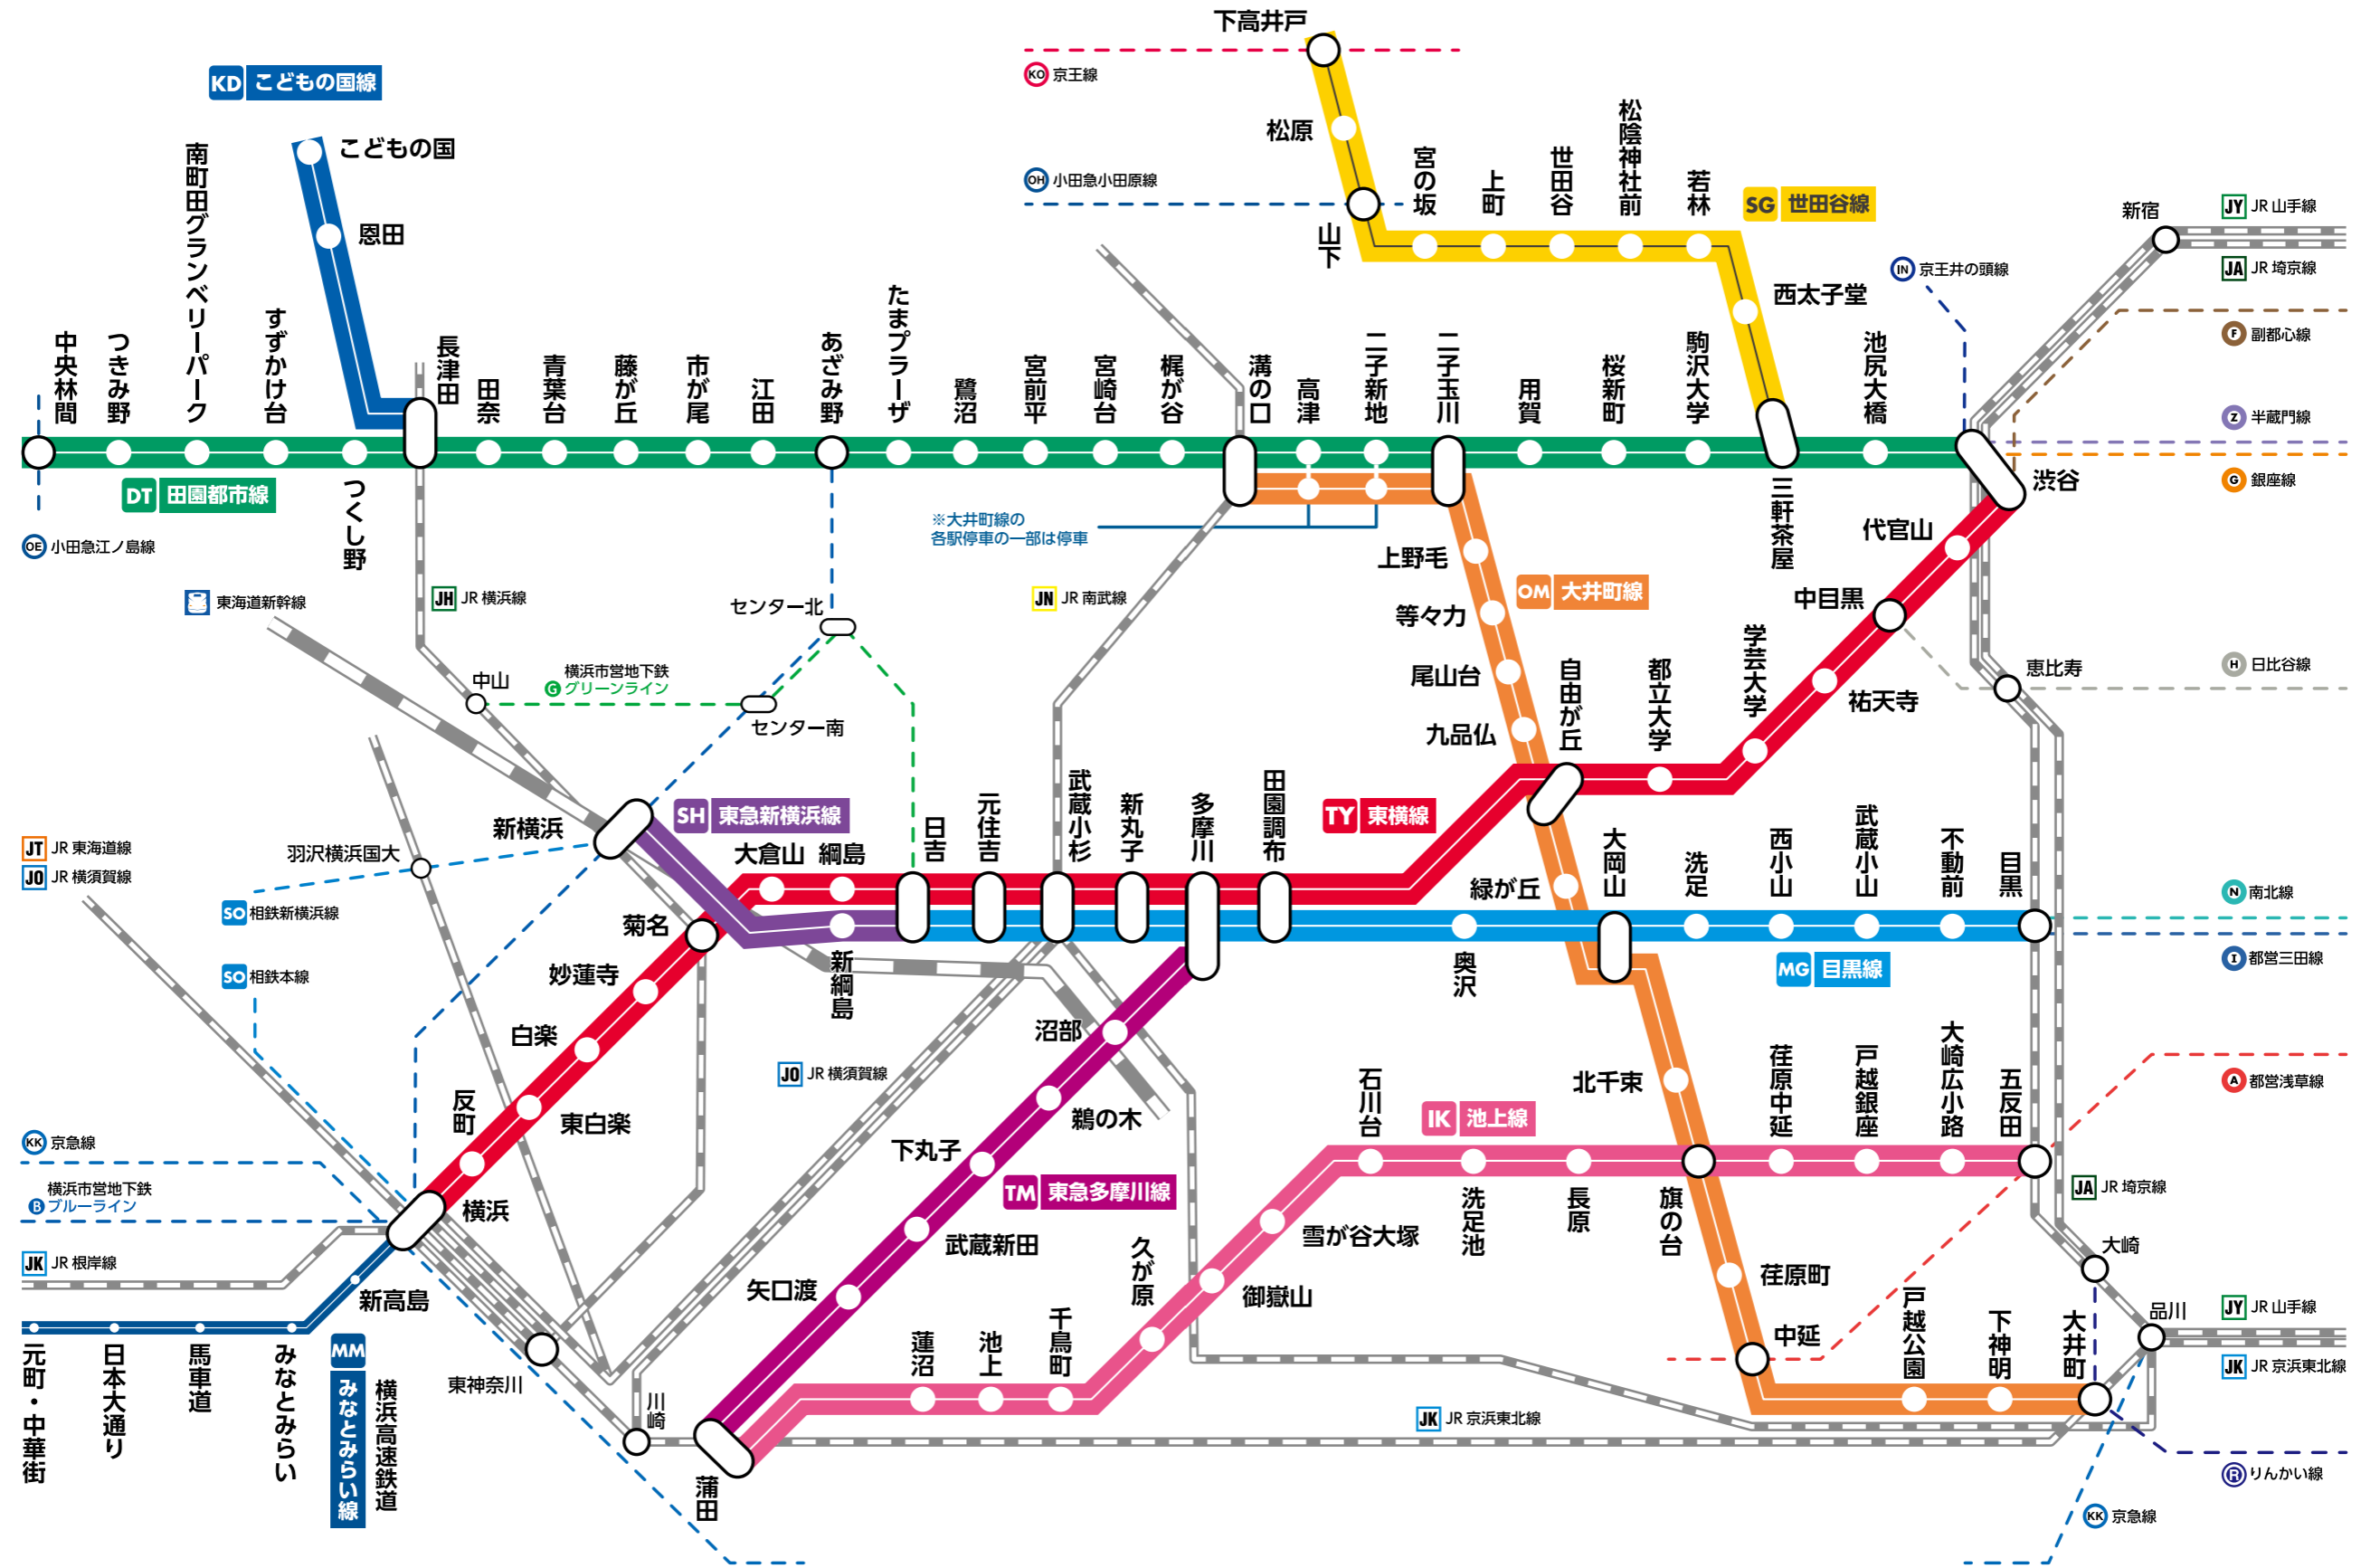 下高井戸
KO 京王線
松原
OH 小田急小田原線
山下
宮の坂
上町
世田谷
松陰神社前
若林
SG 世田谷線
西太子堂
KD こどもの国線
こどもの国
恩田
新宿
JY JR 山手線
JA JR 埼京線
IN 京王井の頭線
F 副都心線
Z 半蔵門線
G 銀座線
中央林間
つきみ野
南町田グランベリーパーク
すずかけ台
つくし野
長津田
田奈
青葉台
藤が丘
市が尾
江田
あざみ野
たまプラーザ
鷺沼
宮前平
宮崎台
梶が谷
溝の口
高津
二子新地
二子玉川
用賀
桜新町
駒沢大学
三軒茶屋
池尻大橋
渋谷
DT 田園都市線
OE 小田急江ノ島線
※大井町線の
各駅停車の一部は停車
代官山
中目黒
祐天寺
学芸大学
都立大学
自由が丘
上野毛
等々力
尾山台
九品仏
OM 大井町線
東海道新幹線
JH JR 横浜線
JN JR 南武線
センター北
横浜市営地下鉄
G グリーンライン
センター南
中山
恵比寿
H 日比谷線
新横浜
SH 東急新横浜線
羽沢横浜国大
JT JR 東海道線
JO JR 横須賀線
SO 相鉄新横浜線
SO 相鉄本線
大倉山
綱島
新綱島
日吉
元住吉
武蔵小杉
新丸子
多摩川
田園調布
TY 東横線
緑が丘
奥沢
大岡山
洗足
西小山
武蔵小山
不動前
目黒
MG 目黒線
N 南北線
I 都営三田線
菊名
妙蓮寺
白楽
東白楽
反町
横浜
JO JR 横須賀線
沼部
鵜の木
下丸子
武蔵新田
矢口渡
TM 東急多摩川線
北千束
石川台
IK 池上線
洗足池
長原
旗の台
荏原中延
戸越銀座
大崎広小路
五反田
A 都営浅草線
JA JR 埼京線
雪が谷大塚
御嶽山
久が原
千鳥町
池上
蓮沼
蒲田
荏原町
中延
戸越公園
下神明
大井町
大崎
品川
JY JR 山手線
JK JR 京浜東北線
JK JR 京浜東北線
R りんかい線
KK 京急線
KK 京急線
横浜市営地下鉄
B ブルーライン
JK JR 根岸線
新高島
みなとみらい
馬車道
日本大通り
元町・中華街
MM みなとみらい線
横浜高速鉄道
東神奈川
川崎